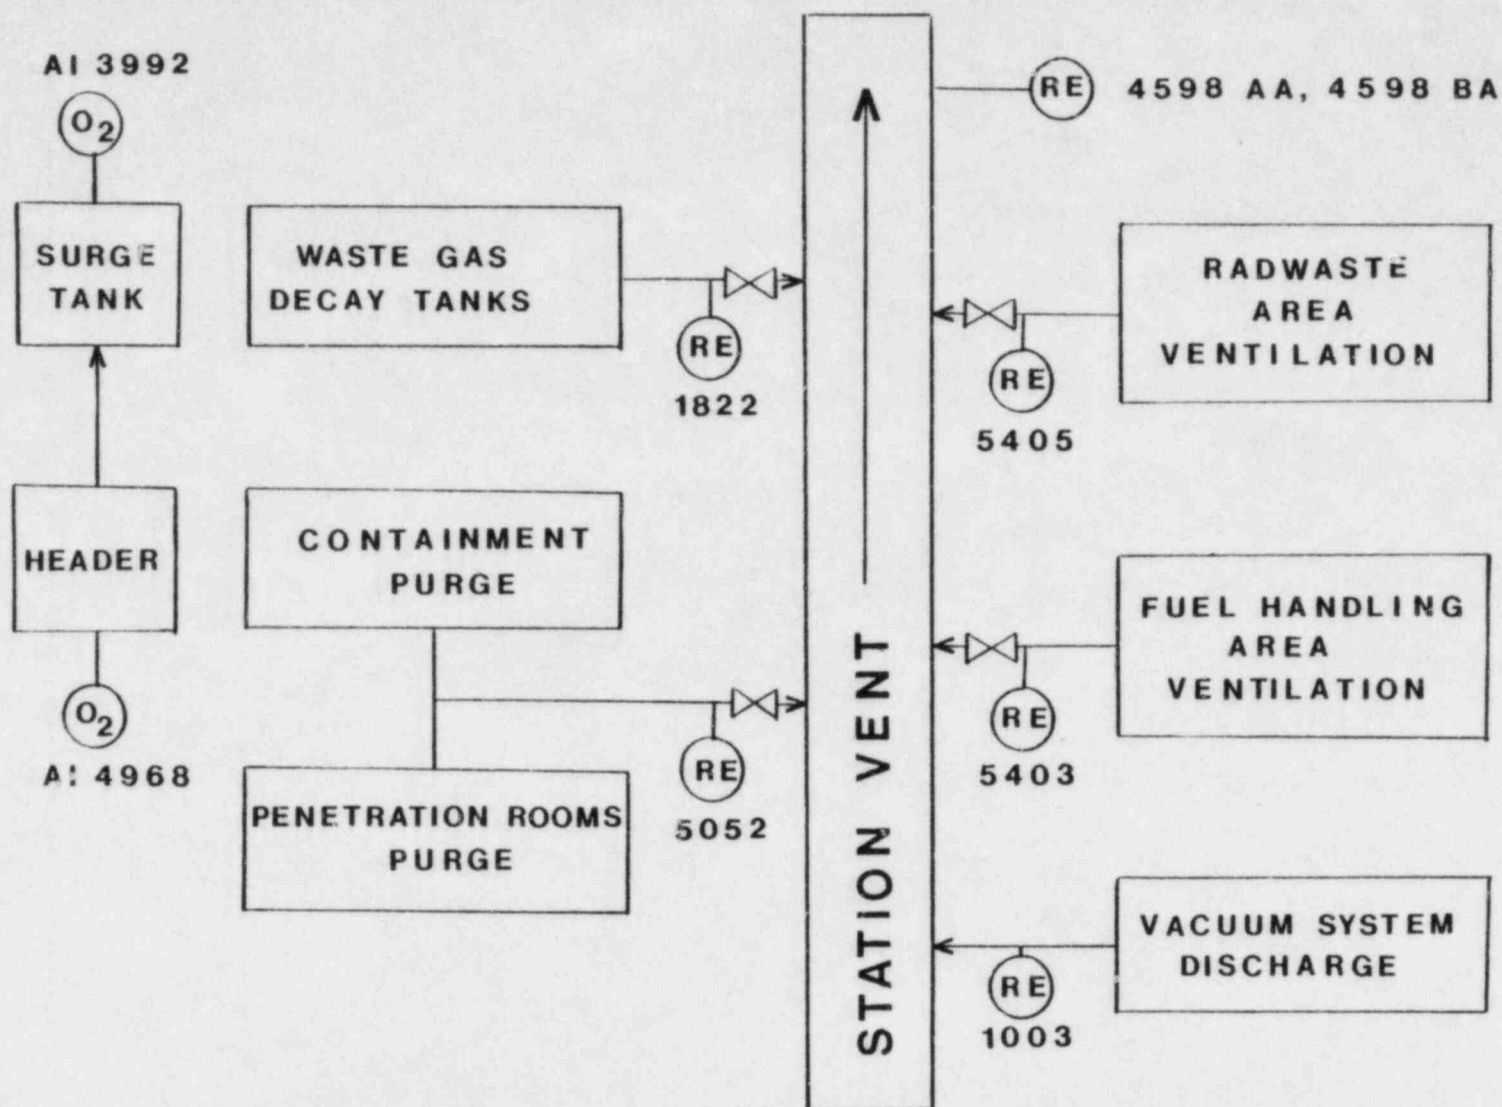 AI 3992
O2
SURGE
TANK
HEADER
O2
AI 4968
WASTE GAS
DECAY TANKS
RE
1822
CONTAINMENT
PURGE
PENETRATION ROOMS
PURGE
RE
5052
STATION VENT
RE 4598 AA, 4598 BA
RADWASTE
AREA
VENTILATION
RE
5405
FUEL HANDLING
AREA
VENTILATION
RE
5403
VACUUM SYSTEM
DISCHARGE
RE
1003